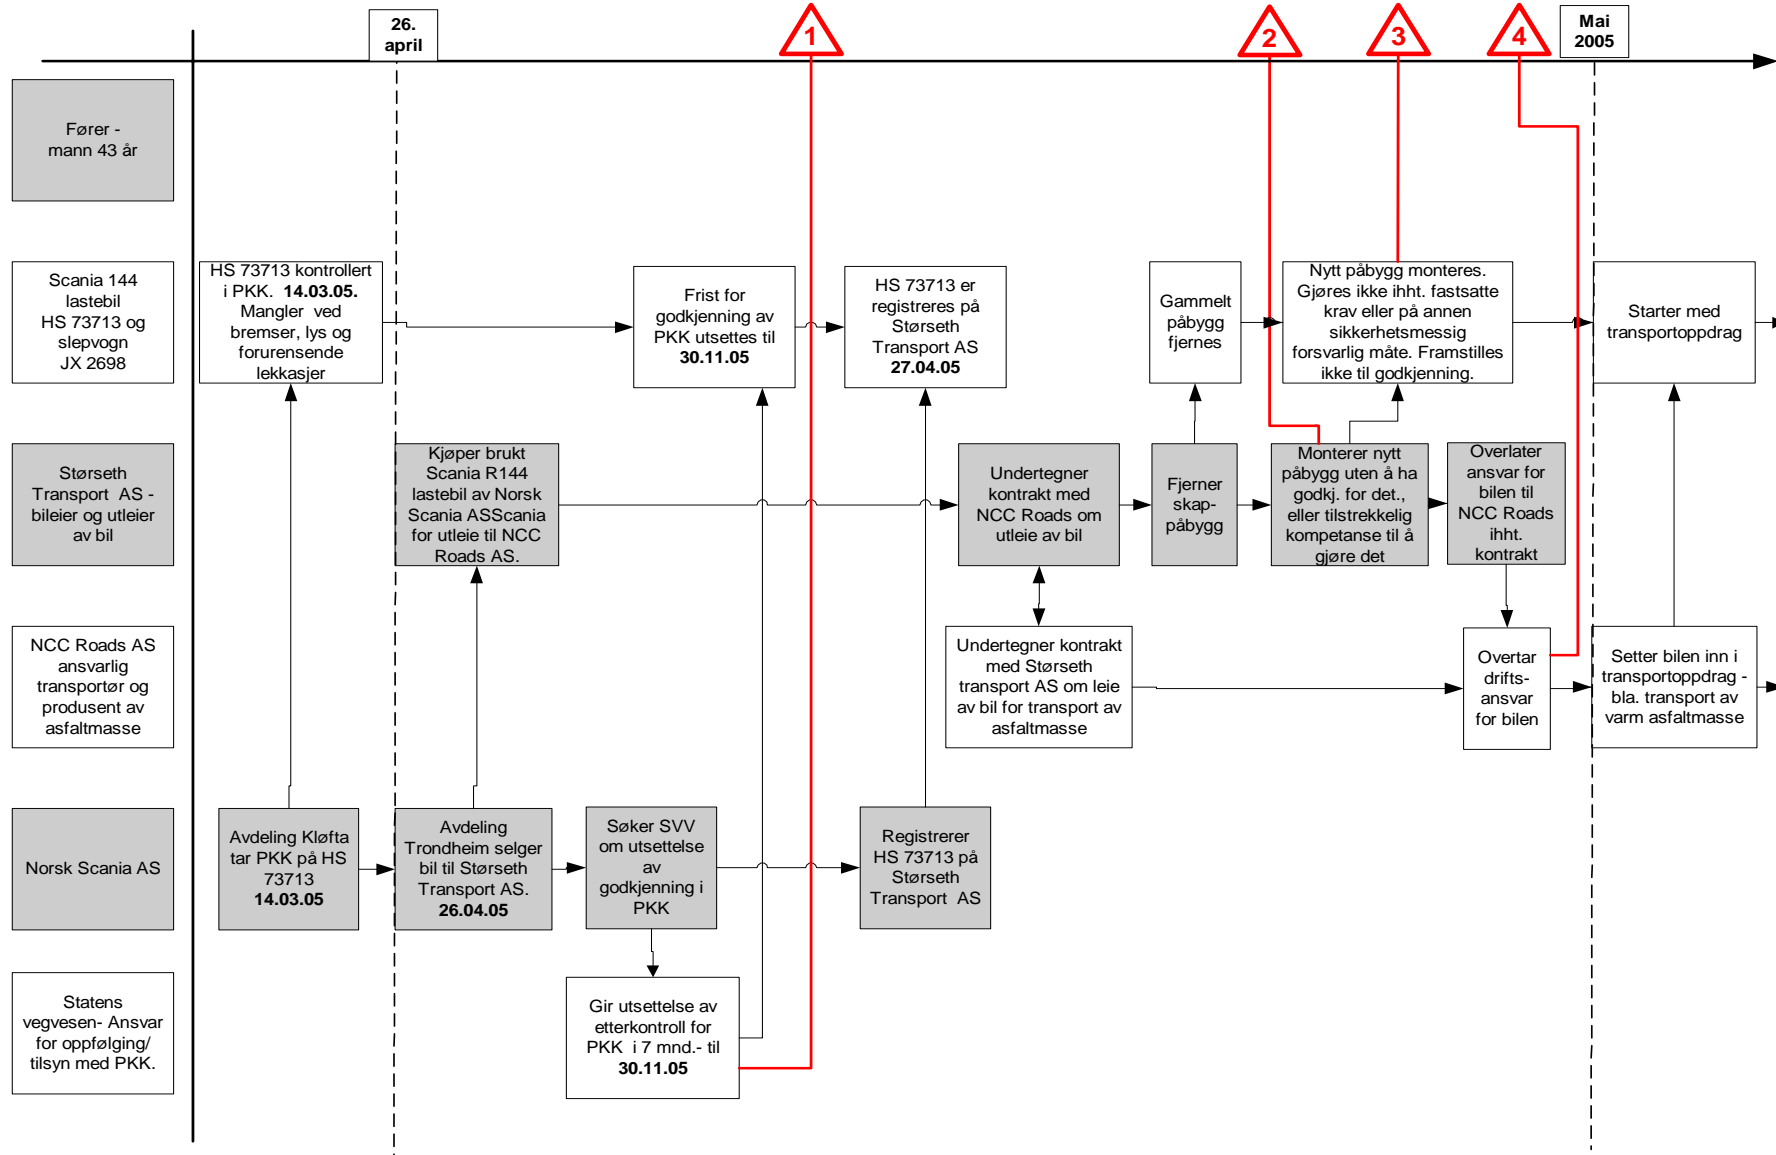 26.
april
1
2
3
4
Mai
2005
Fører -
mann 43 år
Scania 144
lastebil
HS 73713 og
slepvogn
JX 2698
HS 73713 kontrollert
i PKK. 14.03.05.
Mangler ved
bremser, lys og
forurensende
lekkasjer
Frist for
godkjenning av
PKK utsettes til
30.11.05
HS 73713 er
registreres på
Størseth
Transport AS
27.04.05
Gammelt
påbygg
fjernes
Nytt påbygg monteres.
Gjøres ikke ihht. fastsatte
krav eller på annen
sikkerhetsmessig
forsvarlig måte. Framstilles
ikke til godkjenning.
Starter med
transportoppdrag
Størseth
Transport AS -
bileier og utleier
av bil
Kjøper brukt
Scania R144
lastebil av Norsk
Scania ASScania
for utleie til NCC
Roads AS.
Undertegner
kontrakt med
NCC Roads om
utleie av bil
Fjerner
skap-
påbygg
Monterer nytt
påbygg uten å ha
godkj. for det.,
eller tilstrekkelig
kompetanse til å
gjøre det
Overlater
ansvar for
bilen til
NCC Roads
ihht.
kontrakt
NCC Roads AS
ansvarlig
transportør og
produsent av
asfaltmasse
Undertegner kontrakt
med Størseth
transport AS om leie
av bil for transport av
asfaltmasse
Overtar
drifts-
ansvar
for bilen
Setter bilen inn i
transportoppdrag -
bla. transport av
varm asfaltmasse
Norsk Scania AS
Avdeling Kløfta
tar PKK på HS
73713
14.03.05
Avdeling
Trondheim selger
bil til Størseth
Transport AS.
26.04.05
Søker SVV
om utsettelse
av
godkjenning i
PKK
Registrerer
HS 73713 på
Størseth
Transport AS
Statens
vegvesen- Ansvar
for oppfølging/
tilsyn med PKK.
Gir utsettelse av
etterkontroll for
PKK i 7 mnd.- til
30.11.05